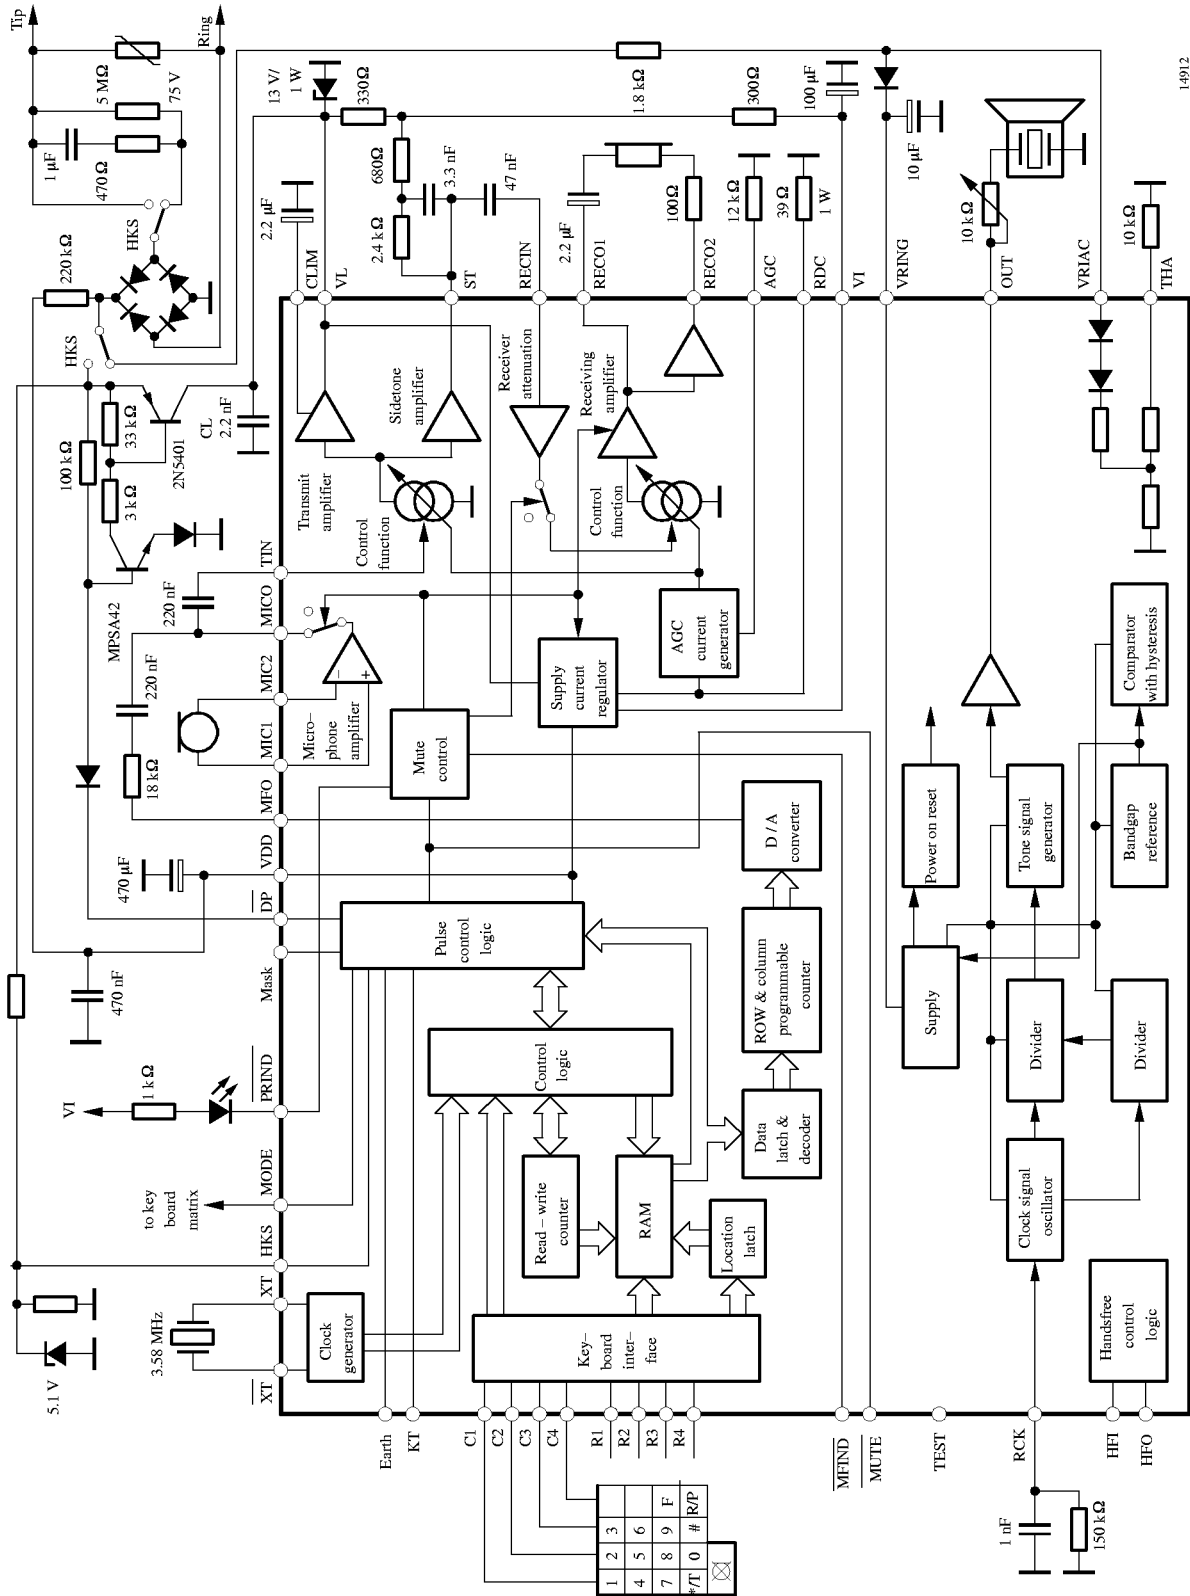 Tip
Ring
5 MΩ
75 V
1 µF
470 Ω
HKS
220 kΩ
HKS
13 V/
1 W
330 Ω
1.8 kΩ
300 Ω
100 µF
10 µF
14912
2.2 µF
680 Ω
3.3 nF
2.4 kΩ
47 nF
2.2 µF
100 Ω
12 kΩ
39 Ω
1 W
10 kΩ
10 kΩ
CLIM
VL
ST
RECIN
RECO1
RECO2
AGC
RDC
VI
VRING
OUT
VRIAC
THA
33 kΩ
100 kΩ
3 kΩ
2N5401
CL
2.2 nF
MPSA42
220 nF
220 nF
18 kΩ
470 µF
470 nF
1 kΩ
VI
to key
board
matrix
3.58 MHz
5.1 V
TIN
MICO
MIC2
MIC1
MFO
VDD
DP
Mask
PRIND
MODE
HKS
XT
XT
Transmit
amplifier
Sidetone
amplifier
Receiver
attenuation
Receiving
amplifier
Control
function
Control
function
−
+
Micro–
phone
amplifier
Mute
control
Supply
current
regulator
AGC
current
generator
Pulse
control
logic
D / A
converter
ROW & column
programmable
counter
Control
logic
Data
latch &
decoder
Read – write
counter
RAM
Location
latch
Clock
generator
Key–
board
inter–
face
Comparator
with hysteresis
Power on reset
Tone signal
generator
Bandgap
reference
Supply
Divider
Divider
Clock signal
oscillator
Handsfree
control
logic
Earth
KT
C1
C2
C3
C4
R1
R2
R3
R4
MFIND
MUTE
TEST
RCK
HFI
HFO
1 2 3
4 5 6
7 8 9 F
*/T 0 # R/P
1 nF
150 kΩ